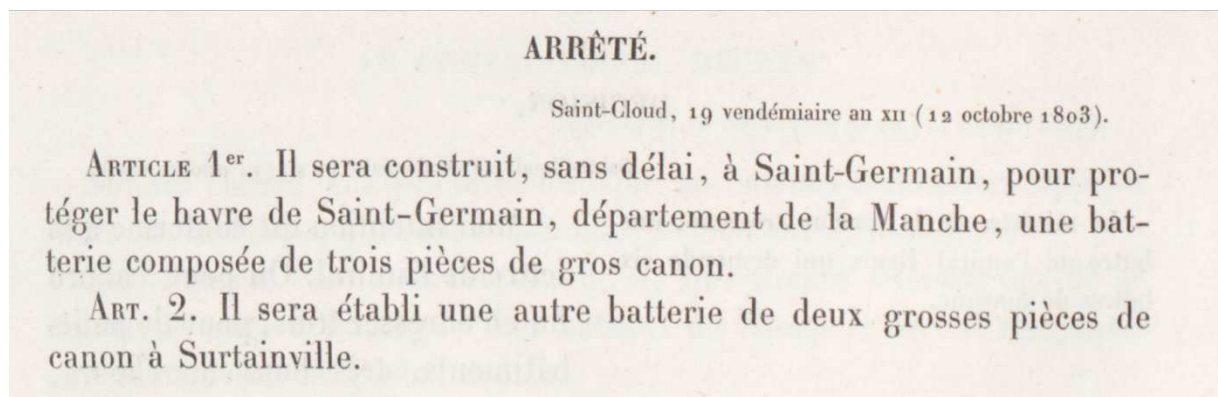 ARRÊTÉ.
Saint-Cloud, 19 vendémiaire an XII (12 octobre 1803).
ARTICLE 1er. Il sera construit, sans délai, à Saint-Germain, pour pro-
téger le havre de Saint-Germain, département de la Manche, une bat-
terie composée de trois pièces de gros canon.
ART. 2. Il sera établi une autre batterie de deux grosses pièces de
canon à Surtainville.